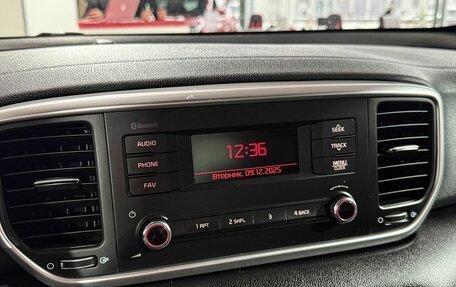 Bluetooth
AUDIO
PHONE
FAV
12:36
Вторник, 09.12.2025
SEEK
TRACK
MENU
CLOCK
1 APT
2 SHFL
3
4 BACK